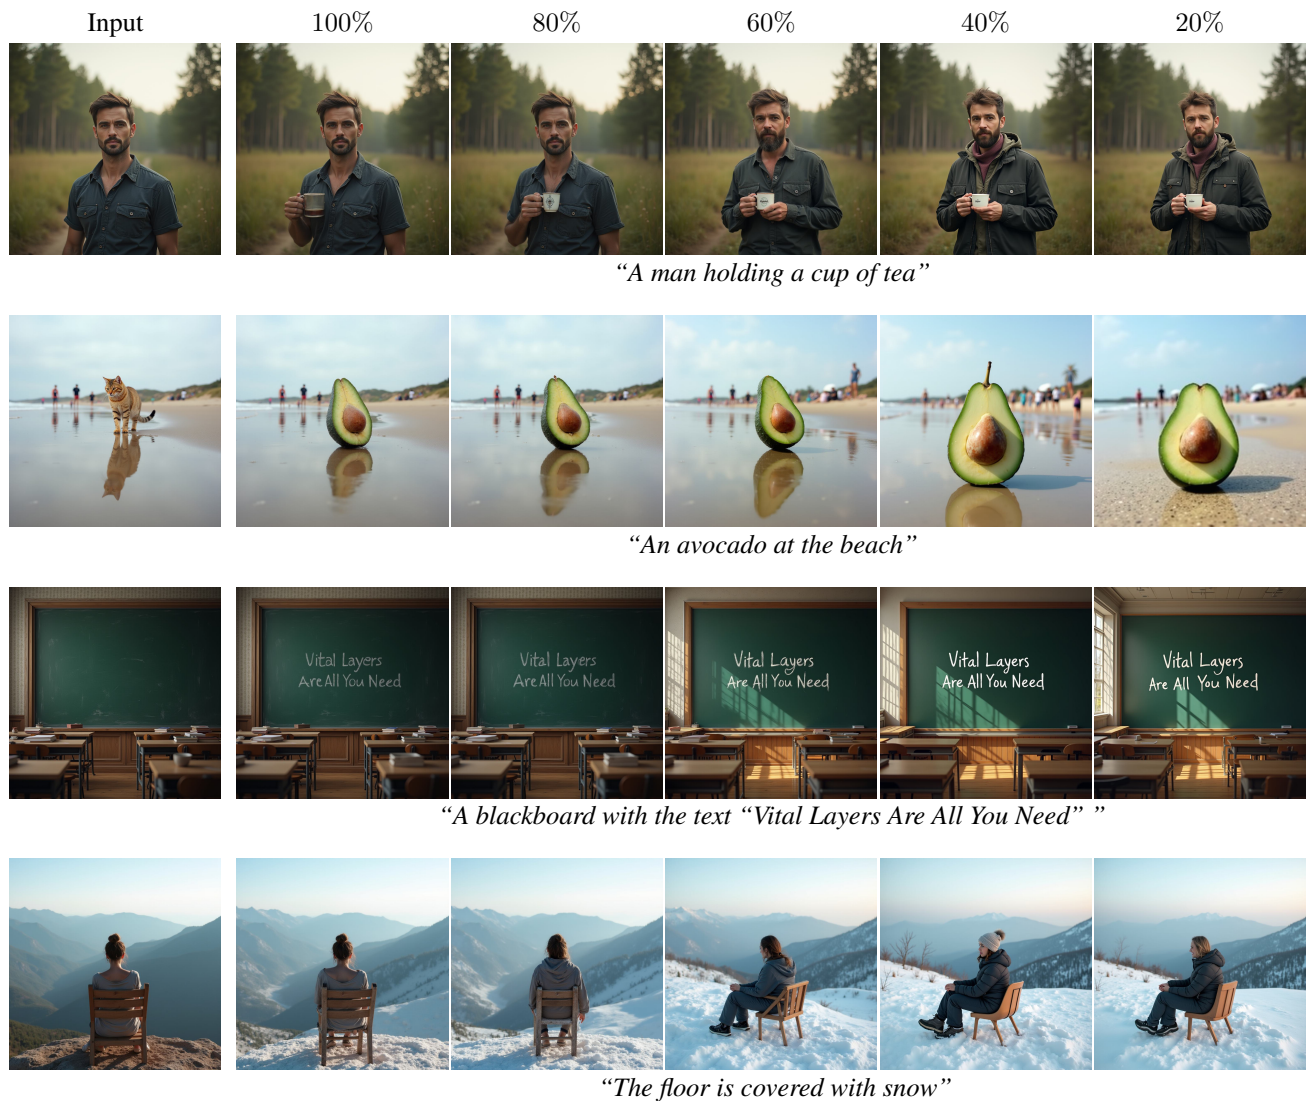 Input 100% 80% 60% 40% 20%
“A man holding a cup of tea”
“An avocado at the beach”
Vital Layers
Are All You Need
Vital Layers
Are All You Need
Vital Layers
Are All You Need
Vital Layers
Are All You Need
Vital Layers
Are All You Need
“A blackboard with the text “Vital Layers Are All You Need” ”
“The floor is covered with snow”